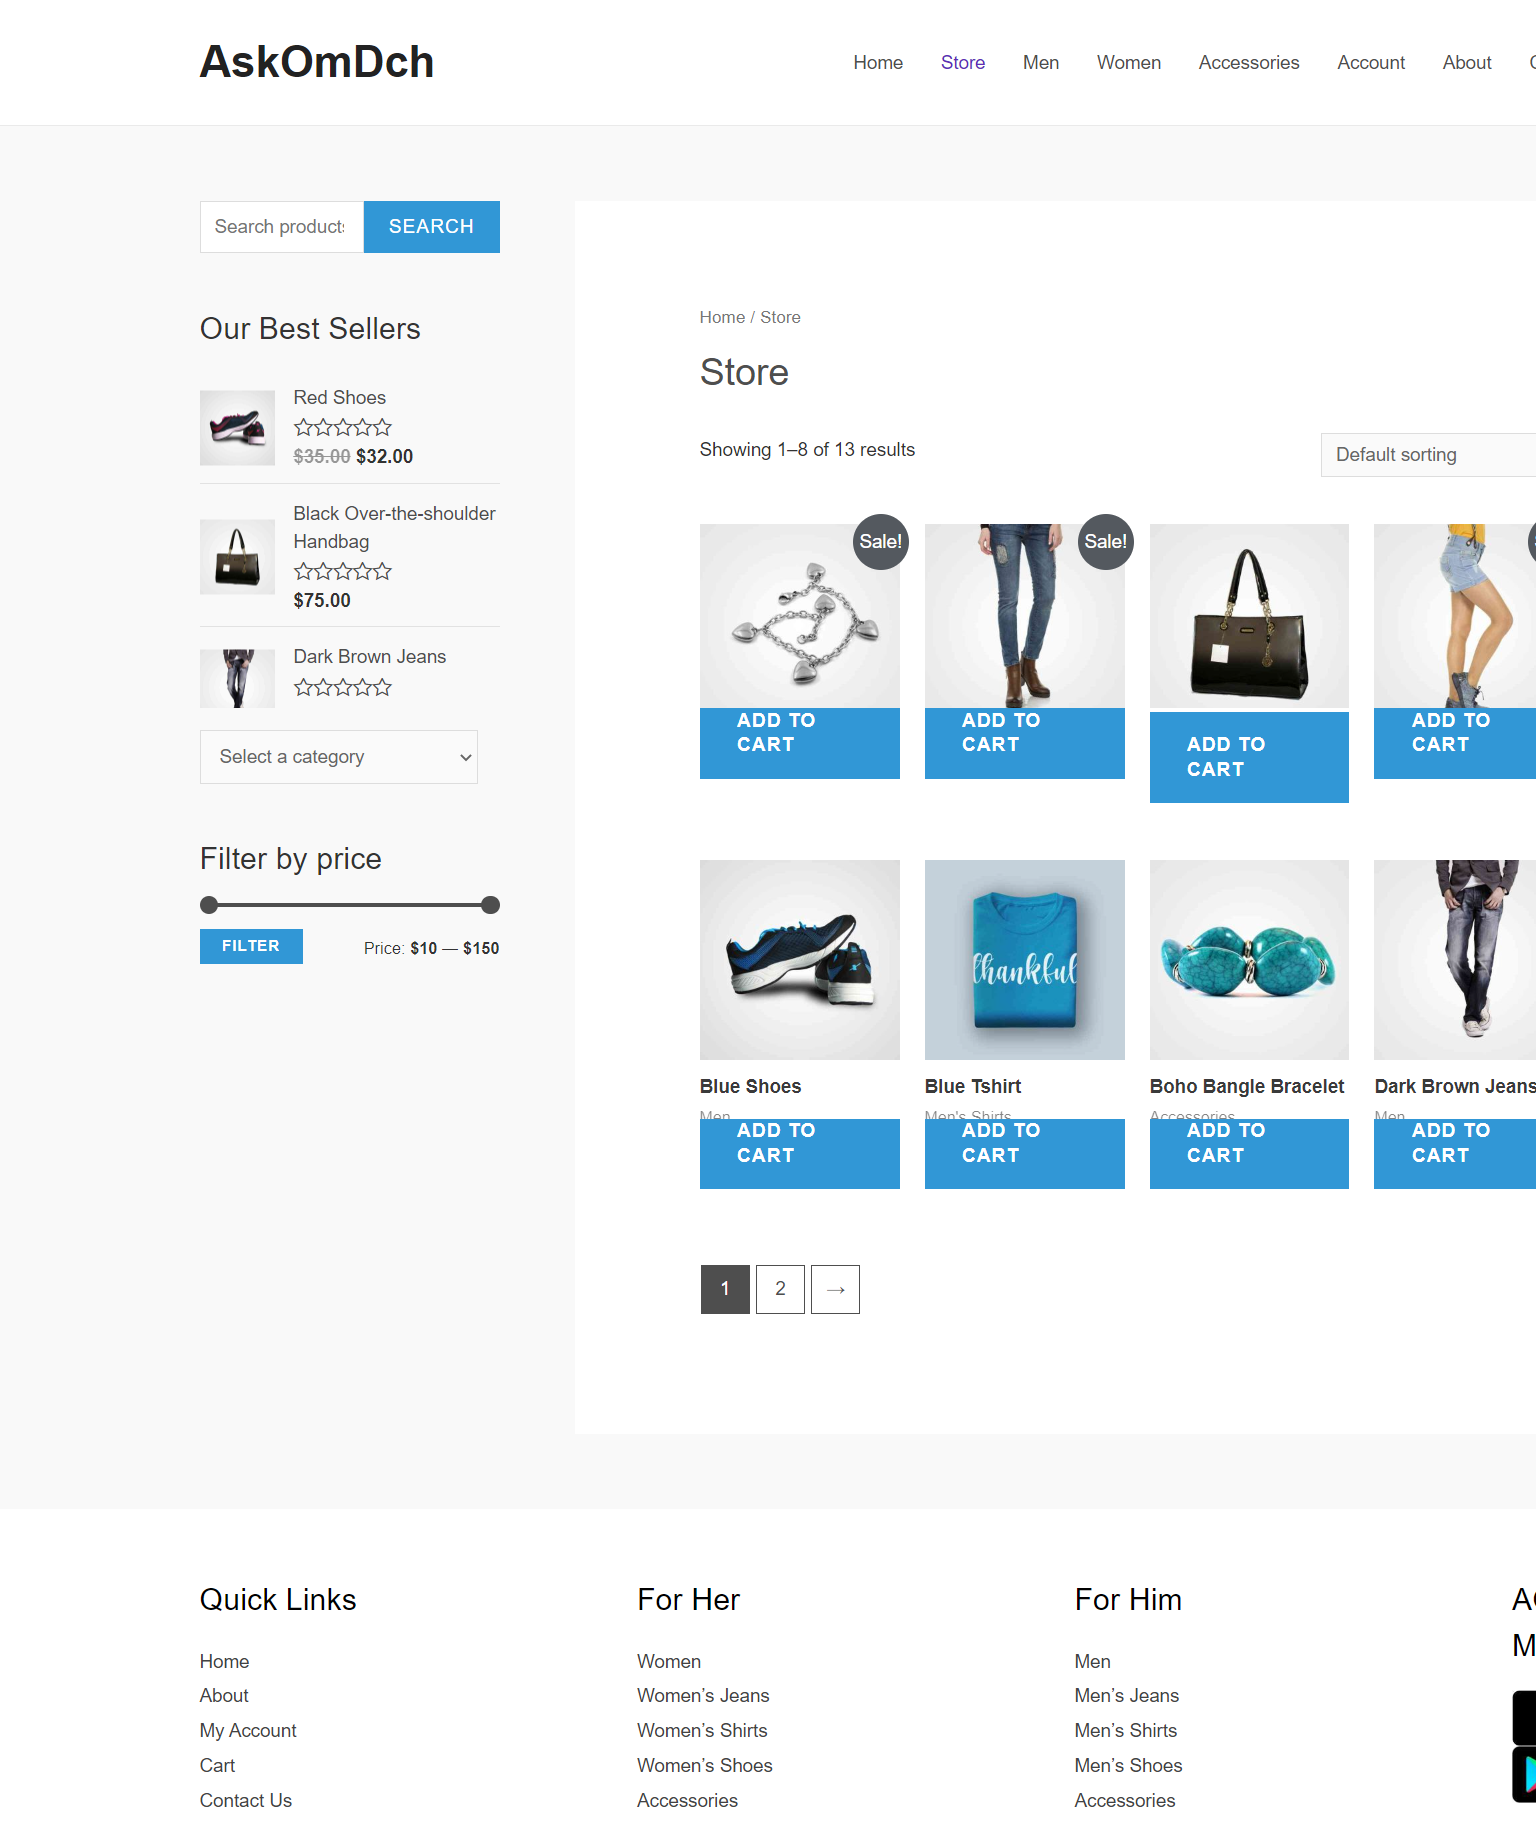 AskOmDch
Home Store Men Women Accessories Account About
Search products SEARCH
Our Best Sellers
Red Shoes
$35.00 $32.00
Black Over-the-shoulder
Handbag
$75.00
Dark Brown Jeans
Select a category
Filter by price
FILTER Price: $10 — $150
Home / Store
Store
Showing 1–8 of 13 results
Default sorting
Sale! Sale!
ADD TO CART
ADD TO CART
ADD TO CART
ADD TO CART
thankful
Blue Shoes
Men
ADD TO CART
Blue Tshirt
Men's Shirts
ADD TO CART
Boho Bangle Bracelet
Accessories
ADD TO CART
Dark Brown Jeans
Men
ADD TO CART
1 2 →
Quick Links
Home
About
My Account
Cart
Contact Us
For Her
Women
Women’s Jeans
Women’s Shirts
Women’s Shoes
Accessories
For Him
Men
Men’s Jeans
Men’s Shirts
Men’s Shoes
Accessories